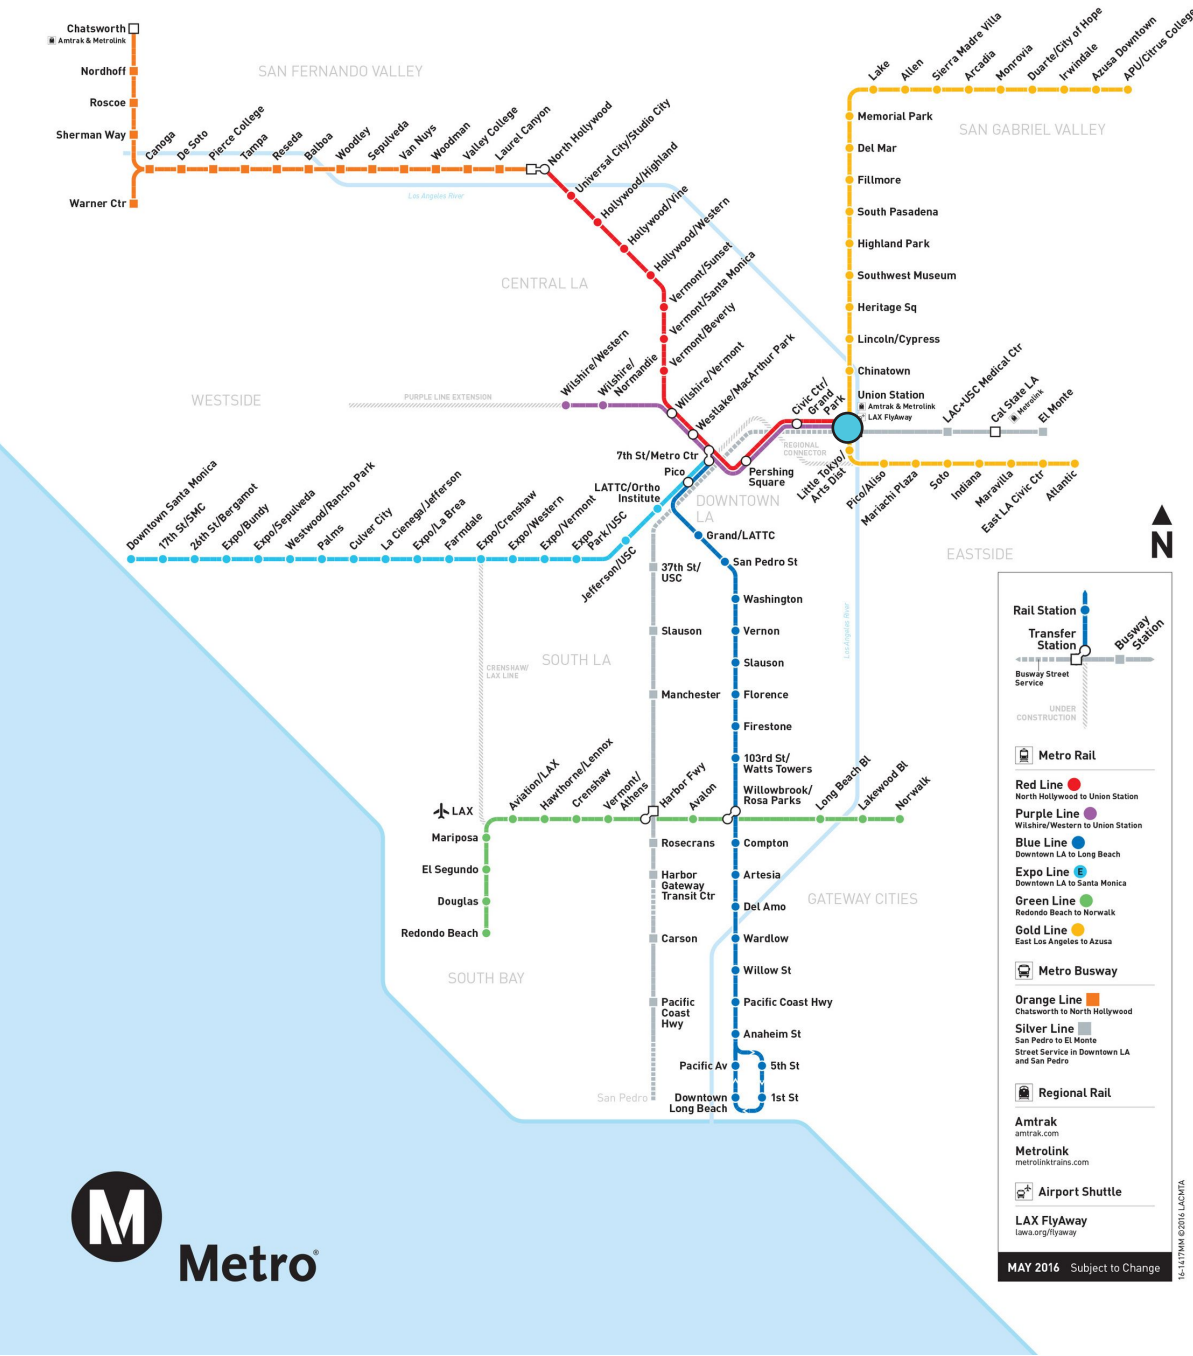 Chatsworth
Amtrak & Metrolink
Nordhoff
Roscoe
Sherman Way
Warner Ctr
Canoga
De Soto
Pierce College
Tampa
Reseda
Balboa
Woodley
Sepulveda
Van Nuys
Woodman
Valley College
Laurel Canyon
North Hollywood
SAN FERNANDO VALLEY
Los Angeles River
Universal City/Studio City
Hollywood/Highland
Hollywood/Vine
Hollywood/Western
Vermont/Sunset
Vermont/Santa Monica
Vermont/Beverly
CENTRAL LA
Lake
Allen
Sierra Madre Villa
Arcadia
Monrovia
Duarte/City of Hope
Irwindale
Azusa Downtown
APU/Citrus College
SAN GABRIEL VALLEY
Memorial Park
Del Mar
Fillmore
South Pasadena
Highland Park
Southwest Museum
Heritage Sq
Lincoln/Cypress
Chinatown
Union Station
Amtrak & Metrolink
LAX FlyAway
LAC+USC Medical Ctr
Cal State LA
Metrolink
El Monte
WESTSIDE
PURPLE LINE EXTENSION
Wilshire/Western
Wilshire/
Normandie
Wilshire/Vermont
Westlake/MacArthur Park
Civic Ctr/
Grand
Park
REGIONAL
CONNECTOR
7th St/Metro Ctr
Pershing
Square
Pico
LATTC/Ortho
Institute
DOWNTOWN
LA
Little Tokyo/
Arts Dist
Pico/Aliso
Mariachi Plaza
Soto
Indiana
Maravilla
East LA Civic Ctr
Atlantic
EASTSIDE
Downtown Santa Monica
17th St/SMC
26th St/Bergamot
Expo/Bundy
Expo/Sepulveda
Westwood/Rancho Park
Palms
Culver City
La Cienega/Jefferson
Expo/La Brea
Farmdale
Expo/Crenshaw
Expo/Western
Expo/Vermont
Expo
Park/USC
Jefferson/USC
Grand/LATTC
San Pedro St
Washington
Vernon
Slauson
Florence
Firestone
103rd St/
Watts Towers
Willowbrook/
Rosa Parks
Compton
Artesia
Del Amo
Wardlow
Willow St
Pacific Coast Hwy
Anaheim St
Pacific Av
5th St
Downtown
Long Beach
1st St
37th St/
USC
Slauson
Manchester
Harbor Fwy
Rosecrans
Harbor
Gateway
Transit Ctr
Carson
Pacific
Coast
Hwy
San Pedro
SOUTH LA
CRENSHAW/
LAX LINE
Los Angeles River
LAX
Aviation/LAX
Hawthorne/Lennox
Crenshaw
Vermont/
Athens
Avalon
Long Beach Bl
Lakewood Bl
Norwalk
Mariposa
El Segundo
Douglas
Redondo Beach
SOUTH BAY
GATEWAY CITIES
N
Rail Station
Transfer
Station
Busway
Station
Busway Street
Service
UNDER
CONSTRUCTION
Metro Rail
Red Line
North Hollywood to Union Station
Purple Line
Wilshire/Western to Union Station
Blue Line
Downtown LA to Long Beach
Expo Line E
Downtown LA to Santa Monica
Green Line
Redondo Beach to Norwalk
Gold Line
East Los Angeles to Azusa
Metro Busway
Orange Line
Chatsworth to North Hollywood
Silver Line
San Pedro to El Monte
Street Service in Downtown LA
and San Pedro
Regional Rail
Amtrak
amtrak.com
Metrolink
metrolinktrains.com
Airport Shuttle
LAX FlyAway
lawa.org/flyaway
MAY 2016 Subject to Change
16-1417MM ©2016 LACMTA
M
Metro®